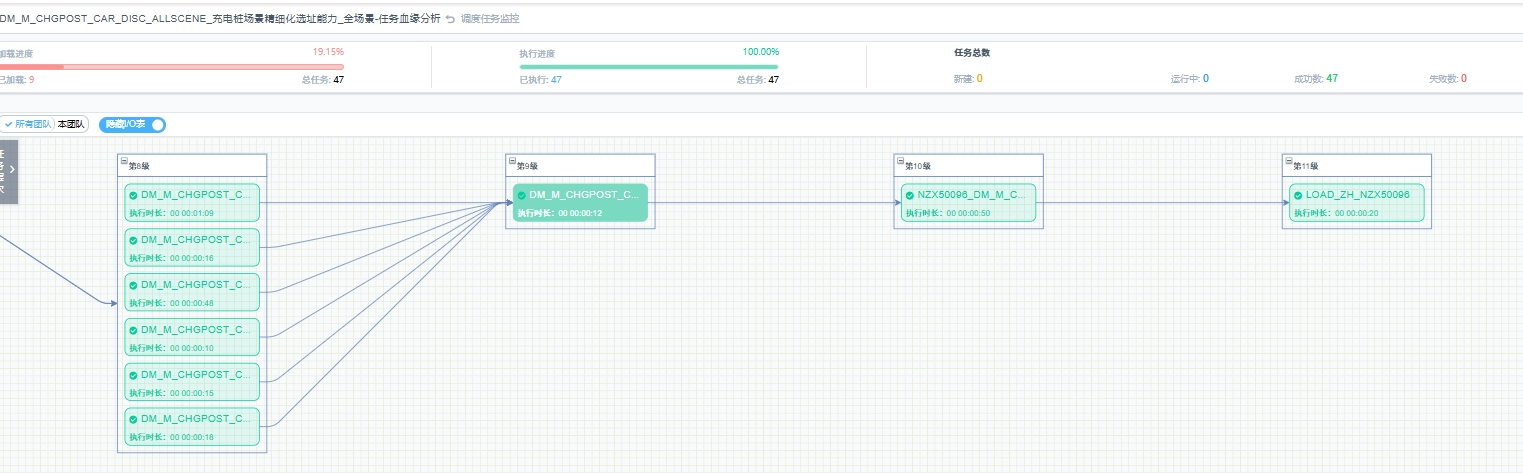 DM_M_CHGPOST_CAR_DISC_ALLSCENE_充电桩场景精细化选址能力_全场景-任务血缘分析 调度任务监控
加载进度 19.15%
已加载: 9 总任务: 47
执行进度 100.00%
已执行: 47 总任务: 47
任务总数
新建: 0 运行中: 0 成功数: 47 失败数: 0
所有团队 本团队 隐藏I/O表
任务层次
第8级
DM_M_CHGPOST_C...
执行时长: 00 00:01:09
DM_M_CHGPOST_C...
执行时长: 00 00:00:16
DM_M_CHGPOST_C...
执行时长: 00 00:00:48
DM_M_CHGPOST_C...
执行时长: 00 00:00:10
DM_M_CHGPOST_C...
执行时长: 00 00:00:15
DM_M_CHGPOST_C...
执行时长: 00 00:00:18
第9级
DM_M_CHGPOST_C...
执行时长: 00 00:00:12
第10级
NZX50096_DM_M_C...
执行时长: 00 00:00:50
第11级
LOAD_ZH_NZX50096
执行时长: 00 00:00:20